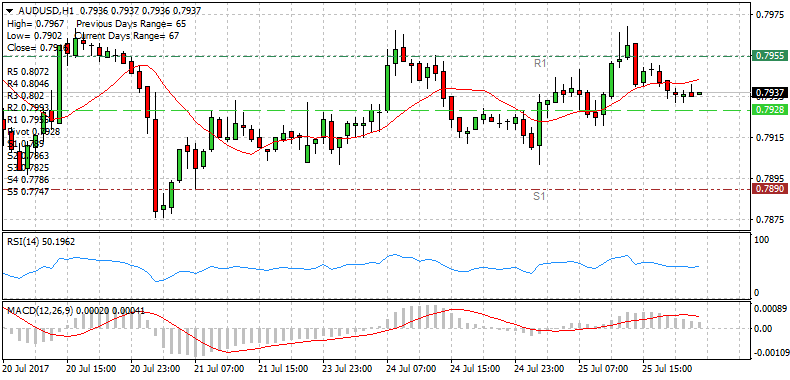 AUDUSD,H1 0.7936 0.7937 0.7936 0.7937
High= 0.7967 Previous Days Range= 65
Low= 0.7902 Current Days Range= 67
Close=
R5 0.8072
R4 0.8046
R3 0.802
R2 0.7993
R1
Pivot 0.7928
S1 0.789
S2 0.7863
S3 0.7825
S4 0.7786
S5 0.7747
R1
S1
0.7975
0.7955
0.7937
0.7935
0.7928
0.7915
0.7895
0.7890
0.7875
RSI(14) 50.1962
100
0
MACD(12,26,9) 0.00020 0.00041
0.00089
0.00
-0.00109
20 Jul 2017 20 Jul 15:00 20 Jul 23:00 21 Jul 07:00 21 Jul 15:00 21 Jul 23:00 24 Jul 07:00 24 Jul 15:00 24 Jul 23:00 25 Jul 07:00 25 Jul 15:00